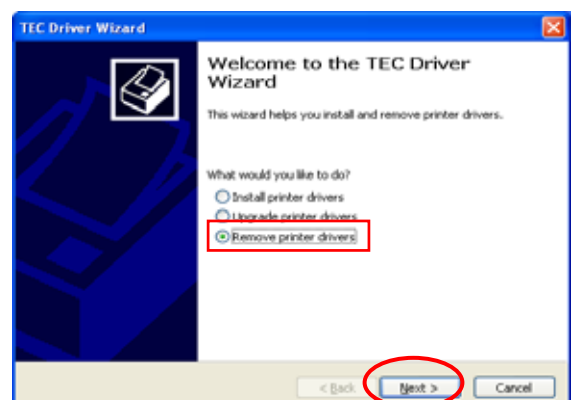 TEC Driver Wizard
Welcome to the TEC Driver
Wizard
This wizard helps you install and remove printer drivers.
What would you like to do?
Install printer drivers
Upgrade printer drivers
Remove printer drivers
< Back
Next >
Cancel